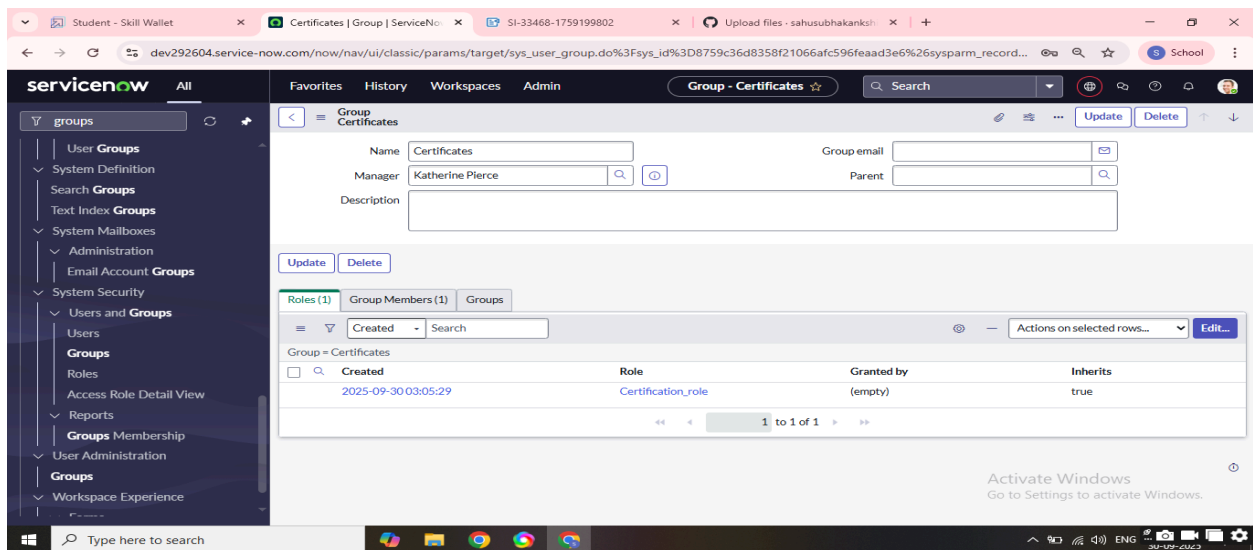 Student - Skill Wallet
Certificates | Group | ServiceNo
SI-33468-1759199802
Upload files · sahusubhakanksh
dev292604.service-now.com/now/nav/ui/classic/params/target/sys_user_group.do%3Fsys_id%3D8759c36d8358f21066afc596feaad3e6%26sysparm_record...
S School
servicenow All Favorites History Workspaces Admin Group - Certificates Search
groups
User Groups
System Definition
Search Groups
Text Index Groups
System Mailboxes
Administration
Email Account Groups
System Security
Users and Groups
Users
Groups
Roles
Access Role Detail View
Reports
Groups Membership
User Administration
Groups
Workspace Experience
Group
Certificates
Update Delete
Name Certificates Group email
Manager Katherine Pierce Parent
Description
Update Delete
Roles (1) Group Members (1) Groups
Created Search Actions on selected rows... Edit...
Group = Certificates
Created Role Granted by Inherits
2025-09-30 03:05:29 Certification_role (empty) true
1 to 1 of 1
Activate Windows
Go to Settings to activate Windows.
Type here to search
ENG
30-09-2025